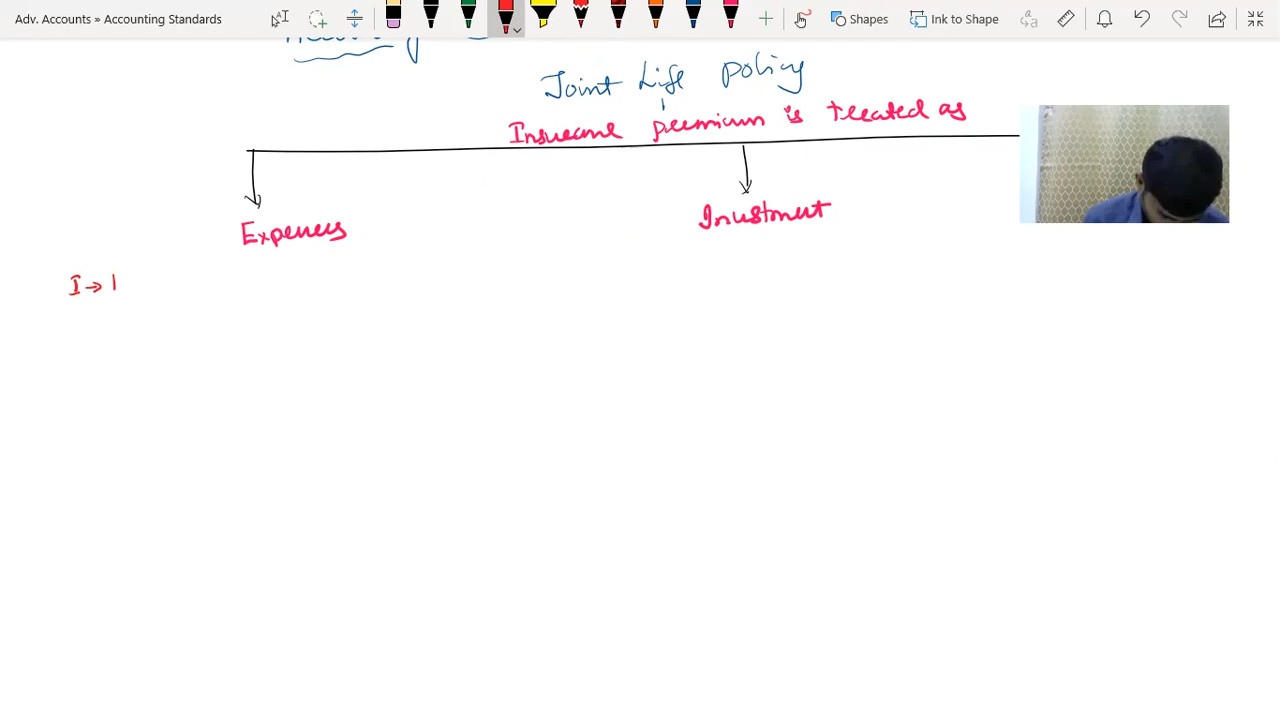 Adv. Accounts » Accounting Standards
Shapes
Ink to Shape
Joint Life Policy
Insurance premium is treated as
Expenses
Investment
I → 1